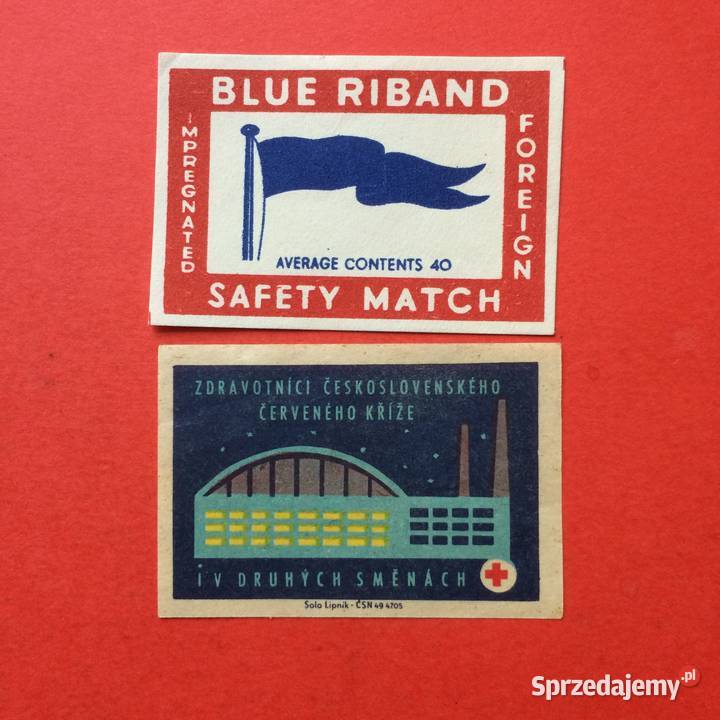 BLUE RIBAND
IMPREGNATED
FOREIGN
AVERAGE CONTENTS 40
SAFETY MATCH
ZDRAVOTNÍCI ČESKOSLOVENSKÉHO
ČERVENÉHO KŘÍŽE
I V DRUHÝCH SMĚNÁCH
Solo Lipník - ČSN 49 4705
Sprzedajemy.pl